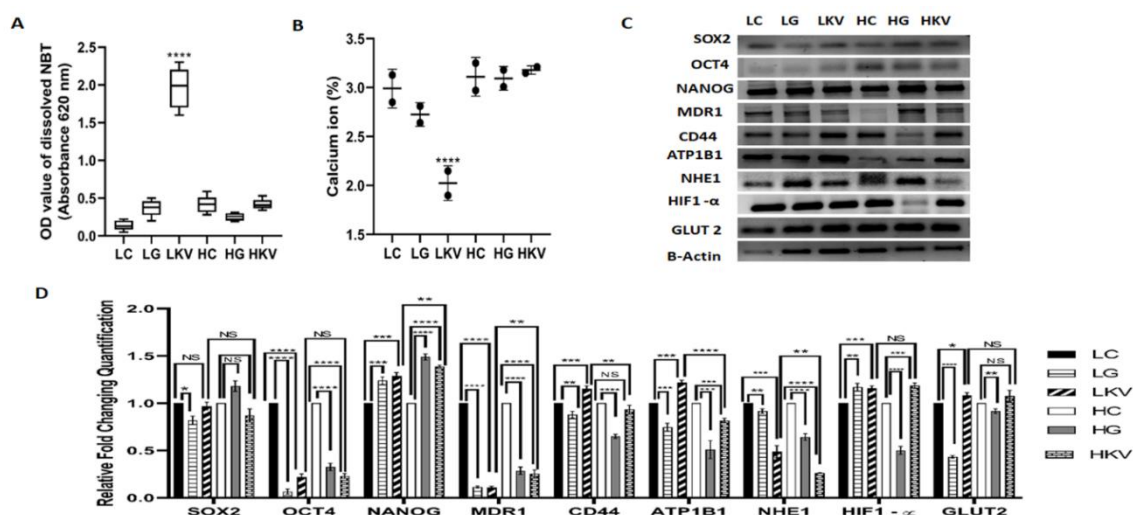 A
OD value of dissolved NBT
(Absorbance 620 nm)
2.5
2.0
1.5
1.0
0.5
0.0
****
LC LG LKV HC HG HKV
B
Calcium ion (%)
3.5
3.0
2.5
2.0
1.5
****
LC LG LKV HC HG HKV
C
LC LG LKV HC HG HKV
SOX2
OCT4
NANOG
MDR1
CD44
ATP1B1
NHE1
HIF1 -α
GLUT 2
B-Actin
D
Relative Fold Changing Quantification
2.0
1.5
1.0
0.5
0.0
NS * NS NS
**** **** NS ****
*** *** ** ****
**** **** ** ****
*** ** ** NS ****
*** *** **** *** ***
*** ** ** **** ****
*** ** NS *** ****
* **** NS NS **
SOX2 OCT4 NANOG MDR1 CD44 ATP1B1 NHE1 HIF1 - ∝ GLUT2
LC
LG
LKV
HC
HG
HKV